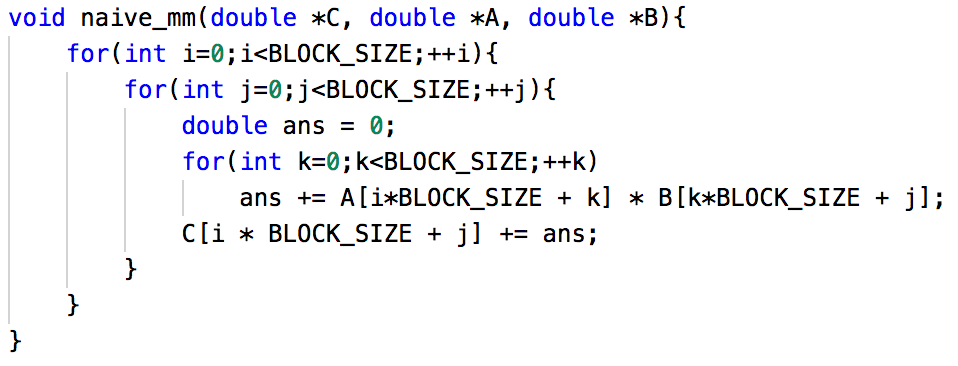 void naive_mm(double *C, double *A, double *B){
    for(int i=0;i<BLOCK_SIZE;++i){
        for(int j=0;j<BLOCK_SIZE;++j){
            double ans = 0;
            for(int k=0;k<BLOCK_SIZE;++k)
                ans += A[i*BLOCK_SIZE + k] * B[k*BLOCK_SIZE + j];
            C[i * BLOCK_SIZE + j] += ans;
        }
    }
}